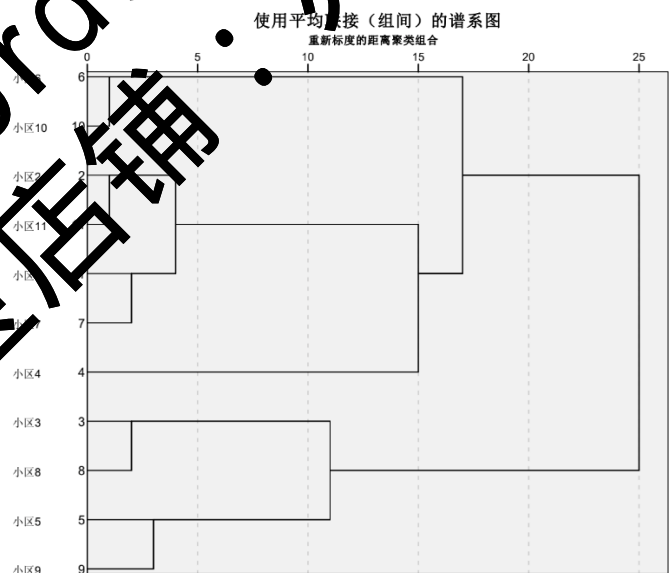 使用平均联接（组间）的谱系图
重新标度的距离聚类组合
0 5 10 15 20 25
6
小区10 10
小区2 2
小区11
7
小区4 4
小区3 3
小区8 8
小区5 5
小区9 9
店铺